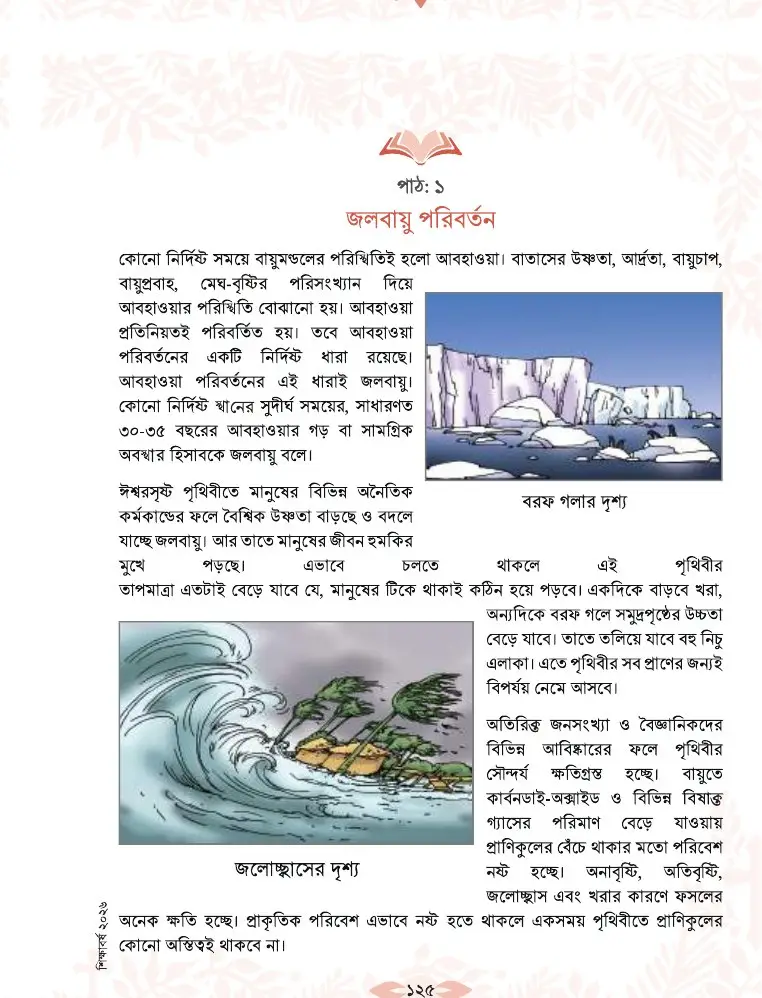 পাঠ: ১
জলবায়ু পরিবর্তন
কোনো নির্দিষ্ট সময়ে বায়ুমণ্ডলের পরিস্থিতিই হলো আবহাওয়া। বাতাসের উষ্ণতা, আর্দ্রতা, বায়ুচাপ,
বায়ুপ্রবাহ, মেঘ-বৃষ্টির পরিসংখ্যান দিয়ে
আবহাওয়ার পরিস্থিতি বোঝানো হয়। আবহাওয়া
প্রতিনিয়তই পরিবর্তিত হয়। তবে আবহাওয়া
পরিবর্তনের একটি নির্দিষ্ট ধারা রয়েছে।
আবহাওয়া পরিবর্তনের এই ধারাই জলবায়ু।
কোনো নির্দিষ্ট স্থানের সুদীর্ঘ সময়ের, সাধারণত
৩০-৩৫ বছরের আবহাওয়ার গড় বা সামগ্রিক
অবস্থার হিসাবকে জলবায়ু বলে।
বরফ গলার দৃশ্য
ঈশ্বরসৃষ্ট পৃথিবীতে মানুষের বিভিন্ন অনৈতিক
কর্মকাণ্ডের ফলে বৈশ্বিক উষ্ণতা বাড়ছে ও বদলে
যাচ্ছে জলবায়ু। আর তাতে মানুষের জীবন হুমকির
মুখে পড়ছে। এভাবে চলতে থাকলে এই পৃথিবীর
তাপমাত্রা এতটাই বেড়ে যাবে যে, মানুষের টিকে থাকাই কঠিন হয়ে পড়বে। একদিকে বাড়বে খরা,
অন্যদিকে বরফ গলে সমুদ্রপৃষ্ঠের উচ্চতা
বেড়ে যাবে। তাতে তলিয়ে যাবে বহু নিচু
এলাকা। এতে পৃথিবীর সব প্রাণের জন্যই
বিপর্যয় নেমে আসবে।
অতিরিক্ত জনসংখ্যা ও বৈজ্ঞানিকদের
বিভিন্ন আবিষ্কারের ফলে পৃথিবীর
সৌন্দর্য ক্ষতিগ্রস্ত হচ্ছে। বায়ুতে
কার্বনডাই-অক্সাইড ও বিভিন্ন বিষাক্ত
গ্যাসের পরিমাণ বেড়ে যাওয়ায়
প্রাণিকুলের বেঁচে থাকার মতো পরিবেশ
নষ্ট হচ্ছে। অনাবৃষ্টি, অতিবৃষ্টি,
জলোচ্ছ্বাস এবং খরার কারণে ফসলের
জলোচ্ছ্বাসের দৃশ্য
অনেক ক্ষতি হচ্ছে। প্রাকৃতিক পরিবেশ এভাবে নষ্ট হতে থাকলে একসময় পৃথিবীতে প্রাণিকুলের
কোনো অস্তিত্বই থাকবে না।
শিক্ষাবর্ষ ২০২৬
১২৫